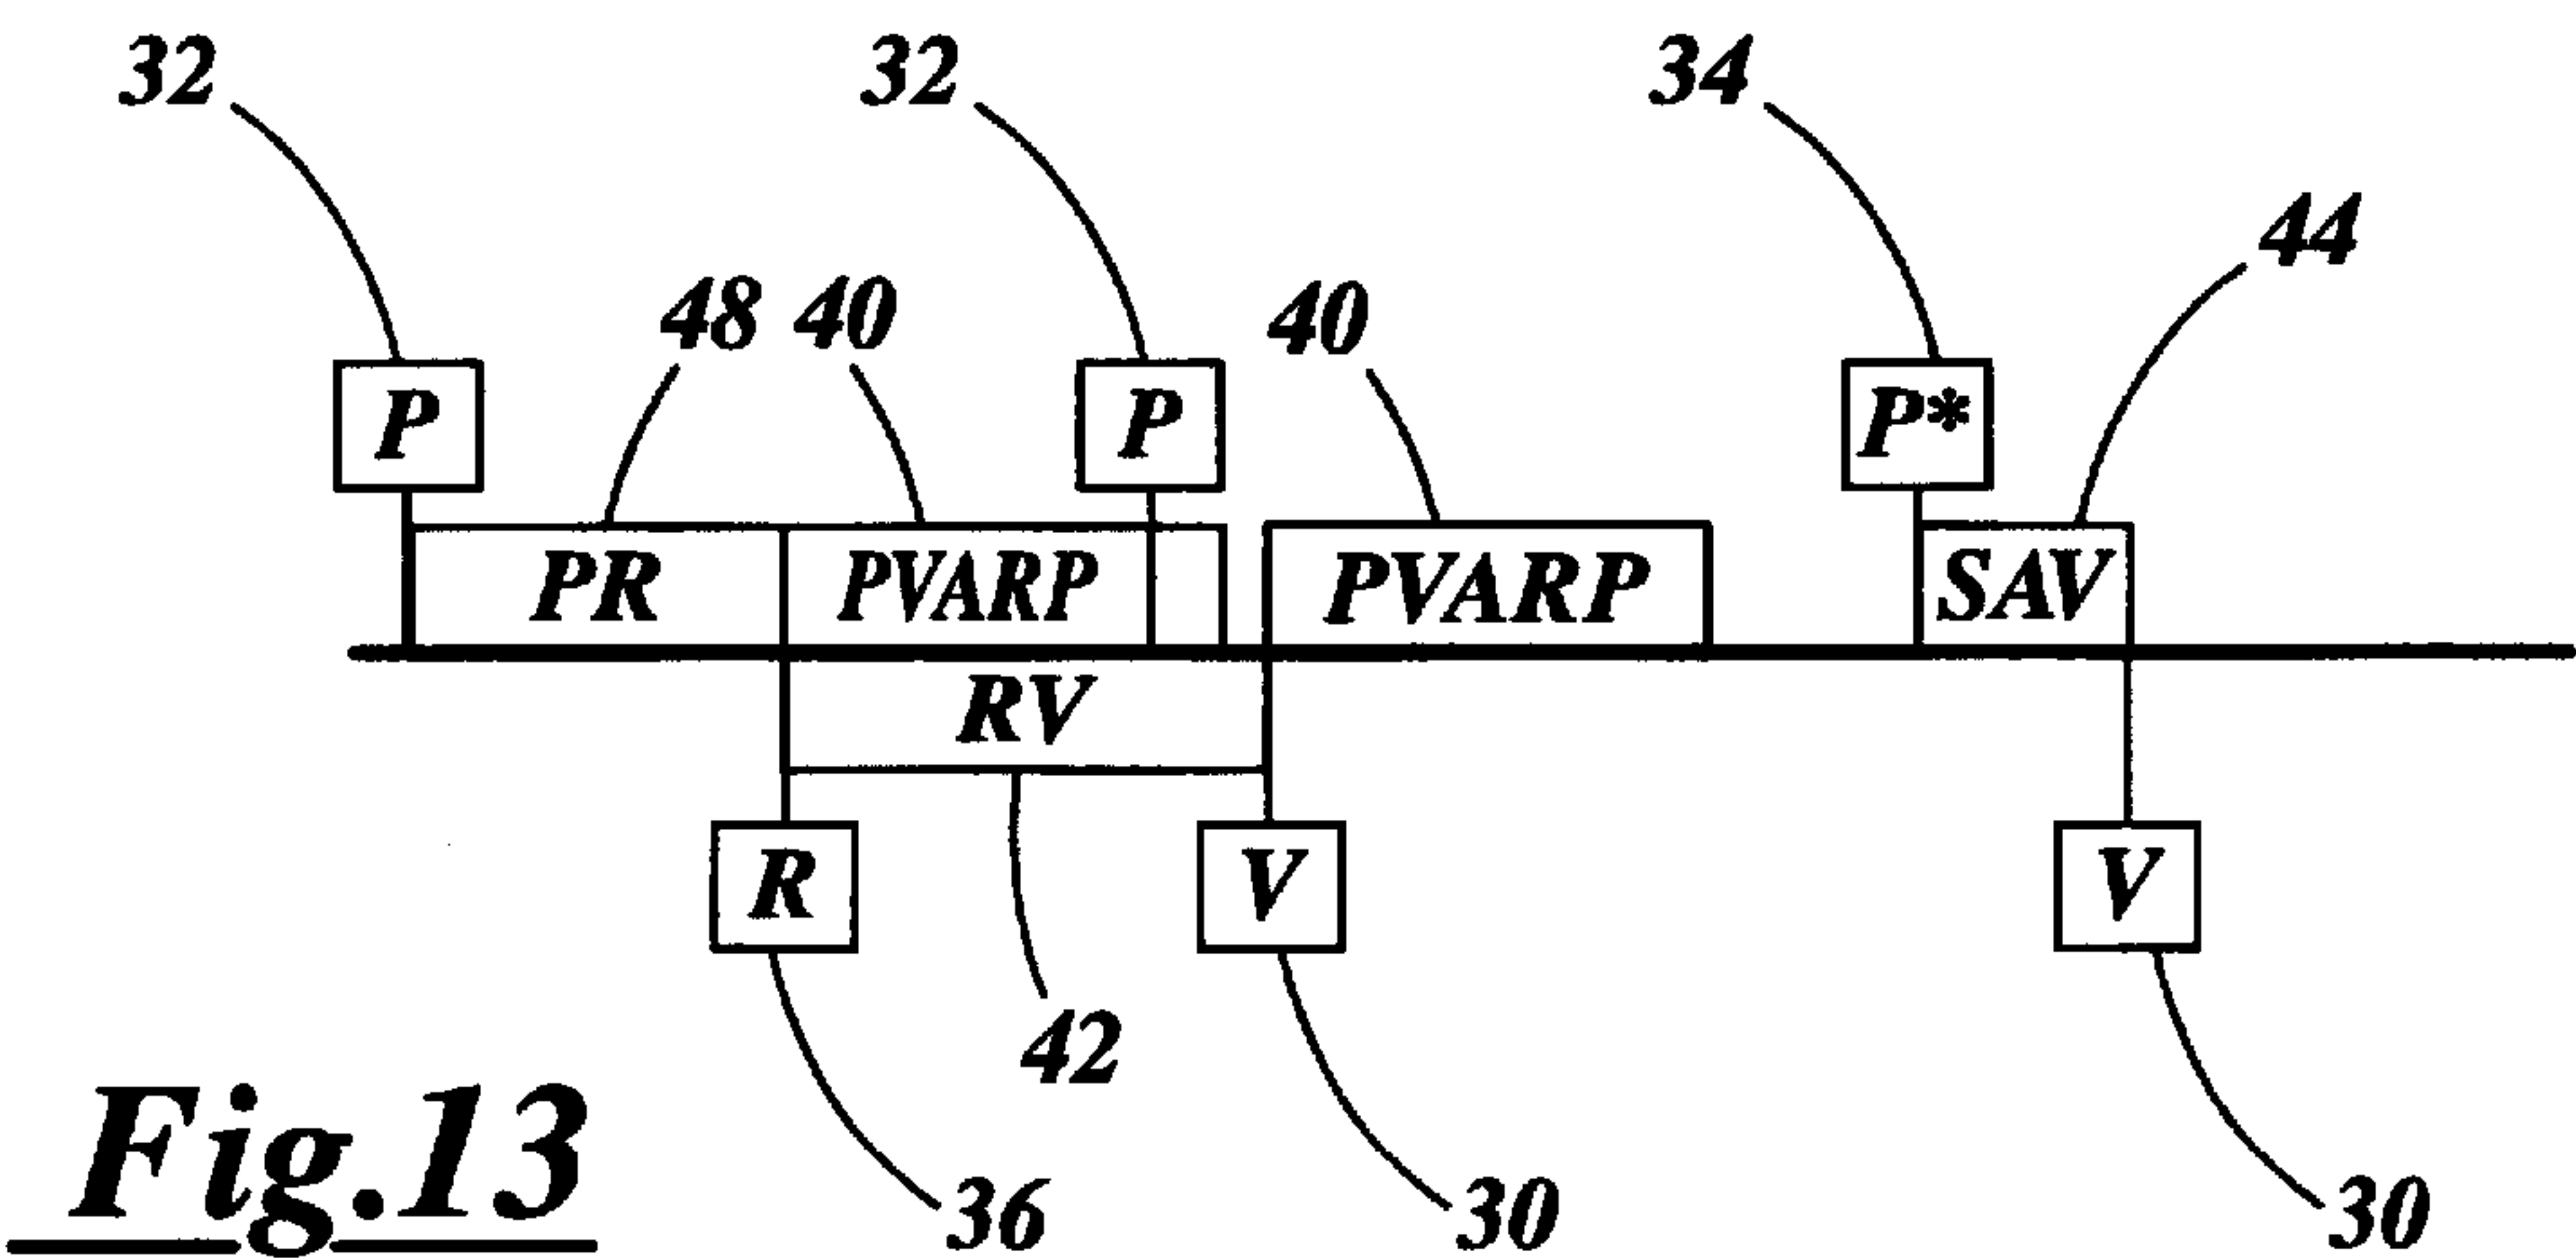 32 32 34
44
48 40 40
P P P*
PR PVARP PVARP SAV
RV
R V V
42
Fig.13
36 30 30